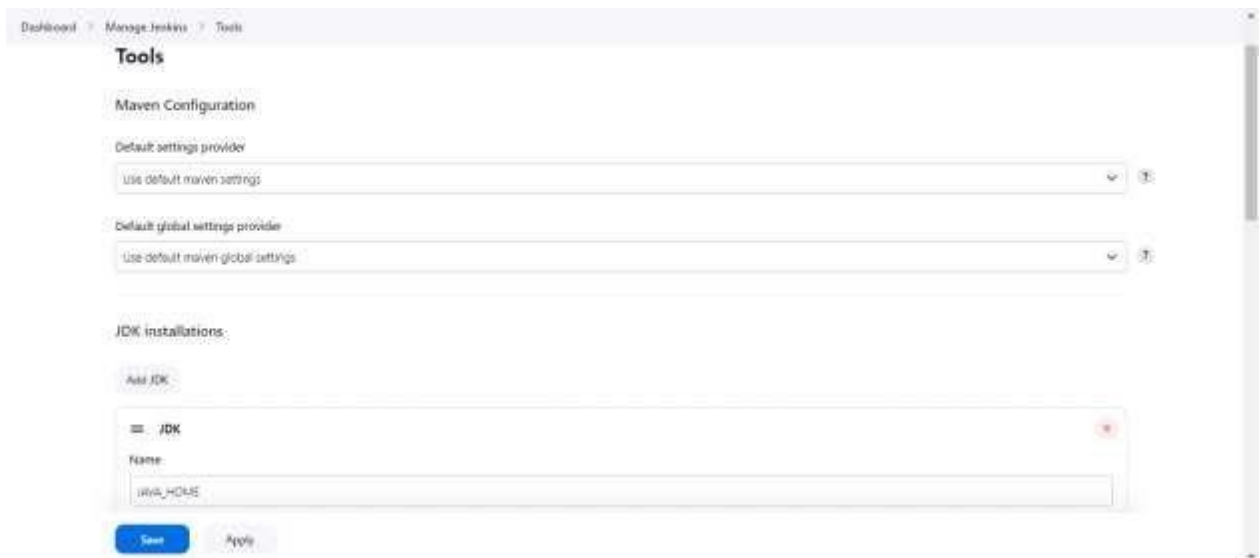 Dashboard > Manage Jenkins > Tools
Tools
Maven Configuration
Default settings provider
Use default maven settings
?
Default global settings provider
Use default maven global settings
?
JDK installations
Add JDK
JDK
Name
JAVA_HOME
Save
Apply